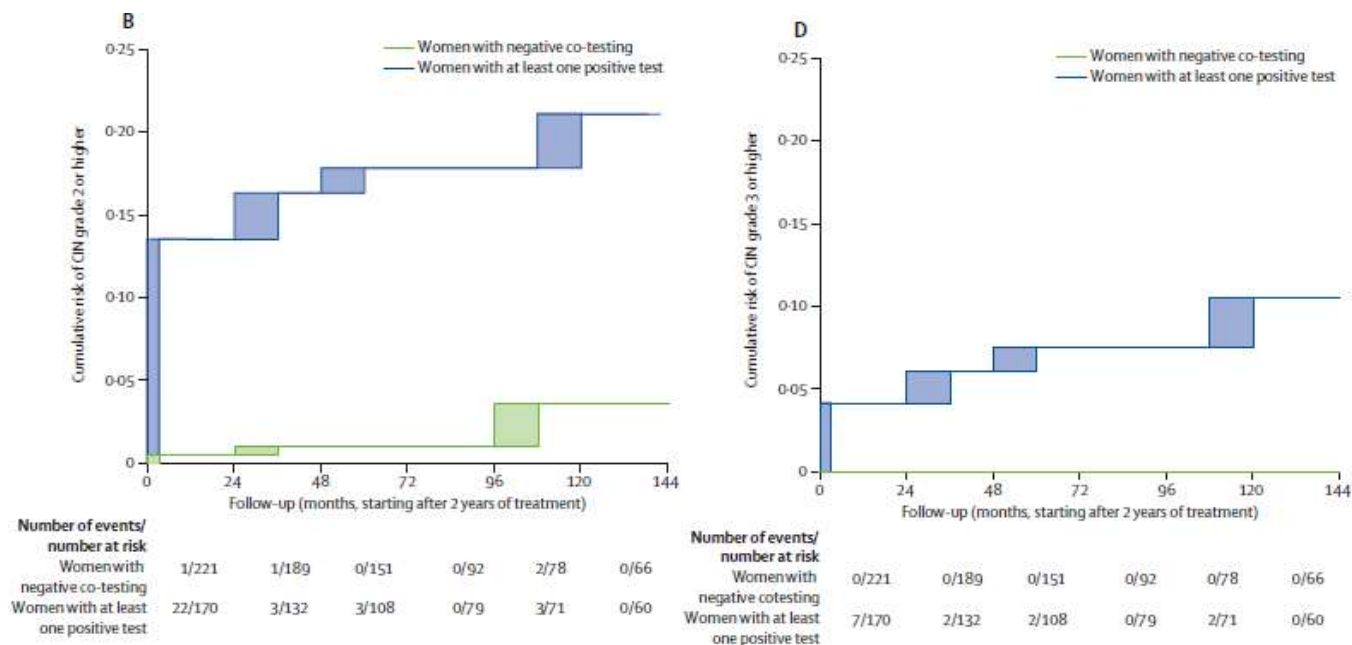 B
0·25
0·20
0·15
0·10
0·05
0
Cumulative risk of CIN grade 2 or higher
Women with negative co-testing
Women with at least one positive test
0 24 48 72 96 120 144
Follow-up (months, starting after 2 years of treatment)
Number of events/
number at risk
Women with
negative co-testing
1/221 1/189 0/151 0/92 2/78 0/66
Women with at least
one positive test
22/170 3/132 3/108 0/79 3/71 0/60
D
0·25
0·20
0·15
0·10
0·05
0
Cumulative risk of CIN grade 3 or higher
Women with negative co-testing
Women with at least one positive test
0 24 48 72 96 120 144
Follow-up (months, starting after 2 years of treatment)
Number of events/
number at risk
Women with
negative cotesting
0/221 0/189 0/151 0/92 0/78 0/66
Women with at least
one positive test
7/170 2/132 2/108 0/79 2/71 0/60